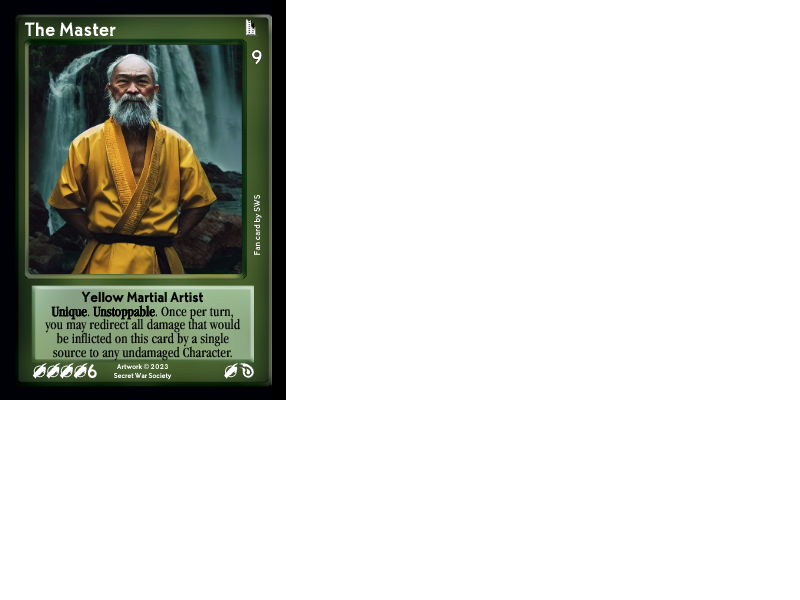 The Master
9
Fan card by SWS
Yellow Martial Artist
Unique. Unstoppable. Once per turn,
you may redirect all damage that would
be inflicted on this card by a single
source to any undamaged Character.
6
Artwork © 2023
Secret War Society